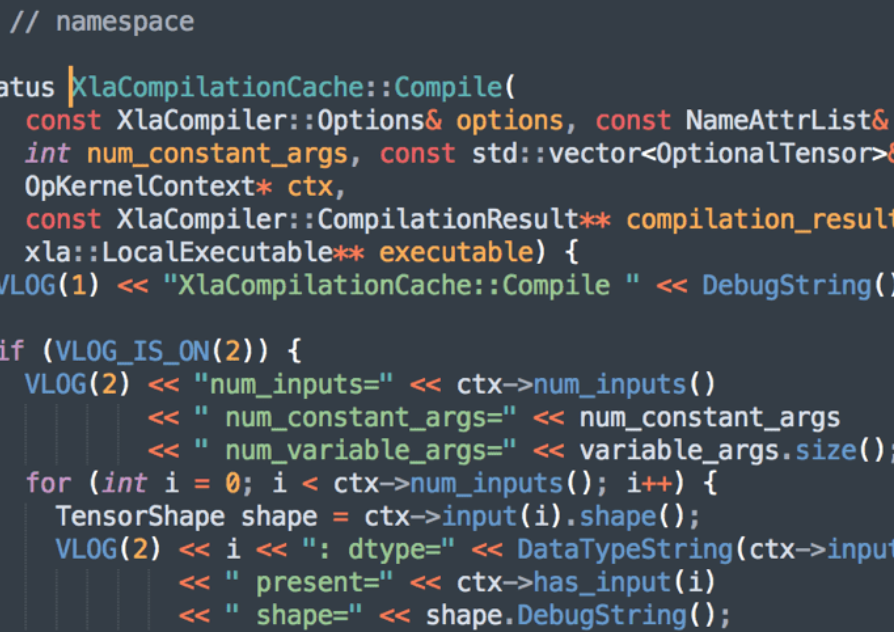 // namespace
atus XlaCompilationCache::Compile(
const XlaCompiler::Options& options, const NameAttrList&
int num_constant_args, const std::vector<OptionalTensor>&
OpKernelContext* ctx,
const XlaCompiler::CompilationResult** compilation_result
xla::LocalExecutable** executable) {
VLOG(1) << "XlaCompilationCache::Compile " << DebugString()
if (VLOG_IS_ON(2)) {
VLOG(2) << "num_inputs=" << ctx->num_inputs()
<< " num_constant_args=" << num_constant_args
<< " num_variable_args=" << variable_args.size();
for (int i = 0; i < ctx->num_inputs(); i++) {
TensorShape shape = ctx->input(i).shape();
VLOG(2) << i << ": dtype=" << DataTypeString(ctx->input
<< " present=" << ctx->has_input(i)
<< " shape=" << shape.DebugString();